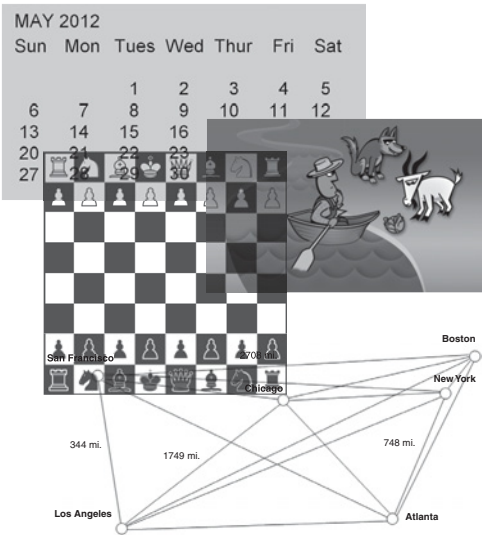 MAY 2012
Sun Mon Tues Wed Thur Fri Sat
1 2 3 4 5
6 7 8 9 10 11 12
13 14 15 16
20 21 22 23
27 28 29 30
2708 mi.
San Francisco
Boston
New York
Chicago
344 mi.
1749 mi.
748 mi.
Los Angeles
Atlanta